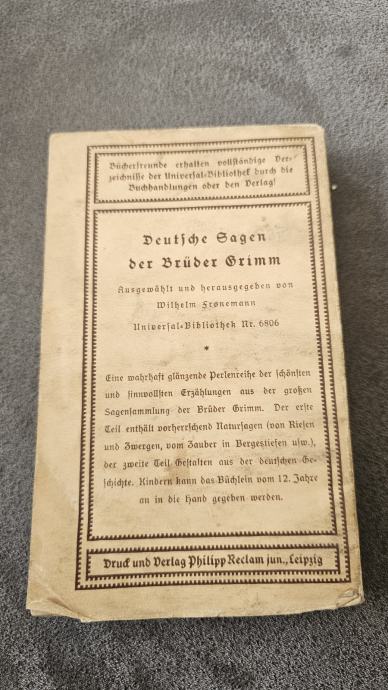 Bücherfreunde erhalten vollständige Ver-
zeichnisse der Universal-Bibliothek durch die
Buchhandlungen oder den Verlag!
Deutsche Sagen
der Brüder Grimm
Ausgewählt und herausgegeben von
Wilhelm Fronemann
Universal-Bibliothek Nr. 6806
*
Eine wahrhaft glänzende Perlenreihe der schönsten
und sinnvollsten Erzählungen aus der großen
Sagensammlung der Brüder Grimm. Der erste
Teil enthält vorherrschend Natursagen (von Riesen
und Zwergen, vom Zauber in Bergestiefen usw.),
der zweite Teil Gestalten aus der deutschen Ge-
schichte. Kindern kann das Büchlein vom 12. Jahre
an in die Hand gegeben werden.
Druck und Verlag Philipp Reclam jun., Leipzig